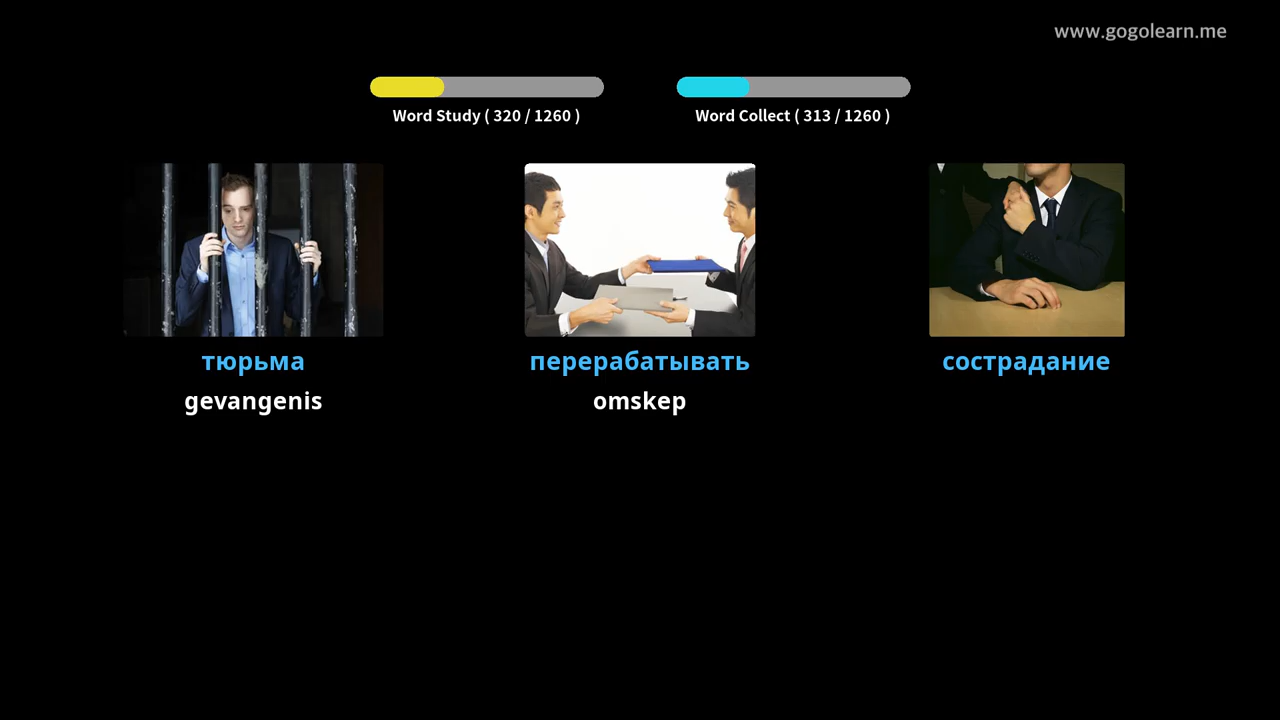 www.gogolearn.me
Word Study ( 320 / 1260 )
Word Collect ( 313 / 1260 )
тюрьма
перерабатывать
сострадание
gevangenis
omskep